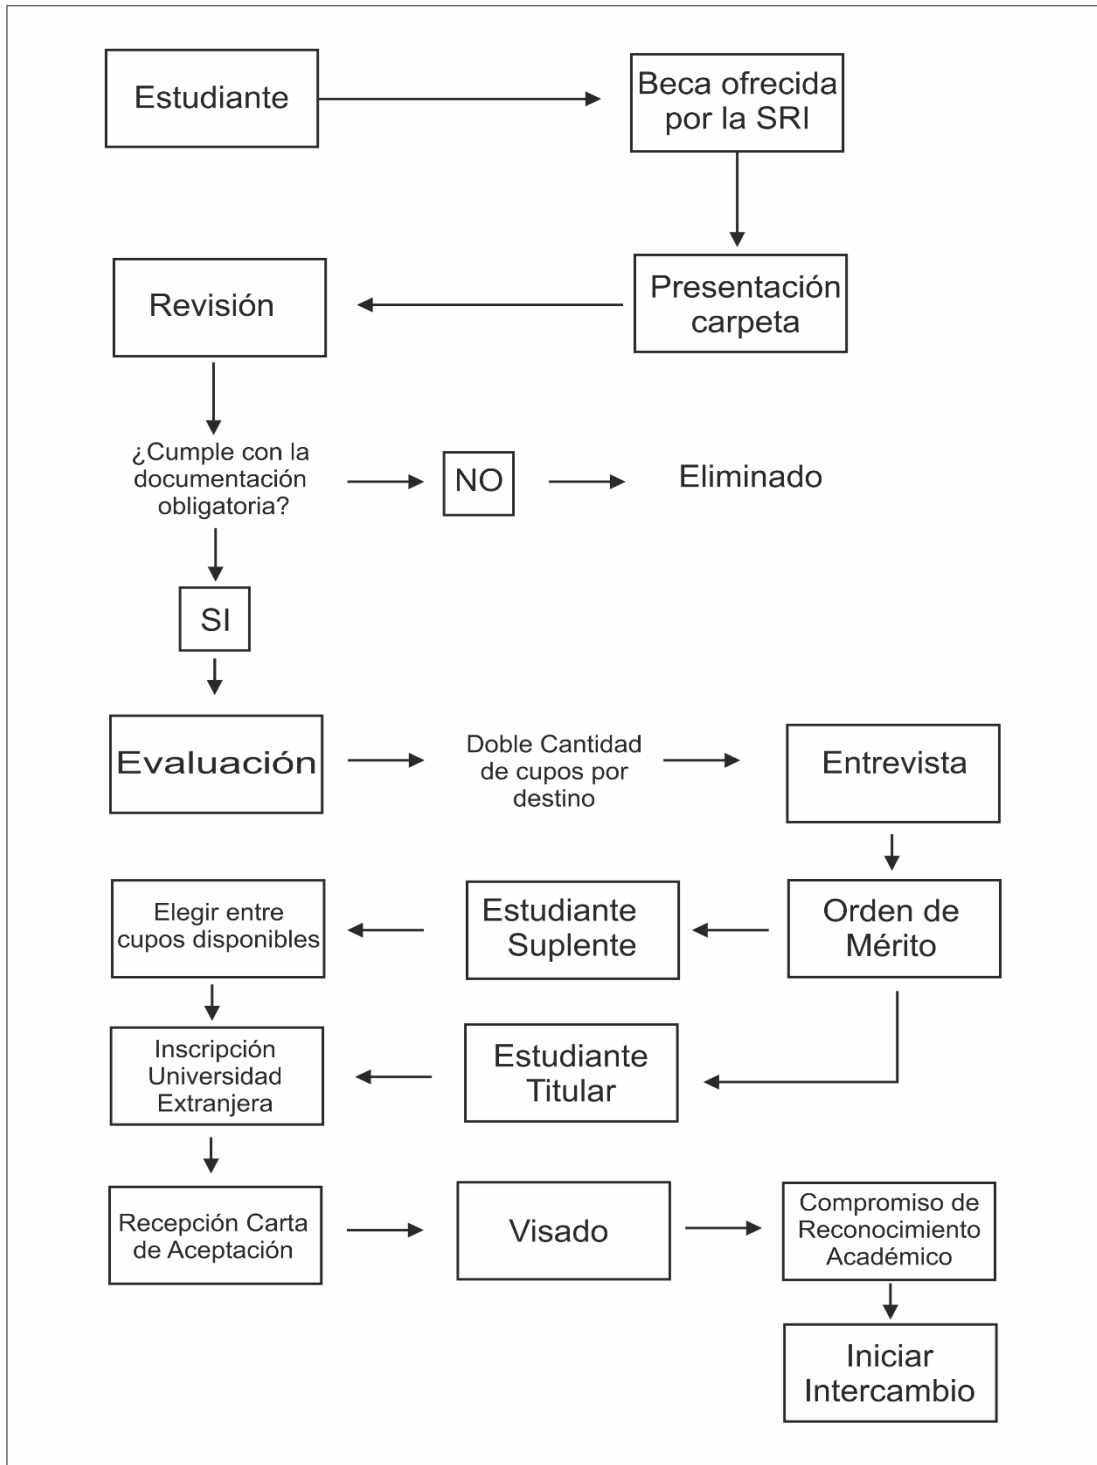 Estudiante
Beca ofrecida
por la SRI
Presentación
carpeta
Revisión
¿Cumple con la
documentación
obligatoria?
NO
Eliminado
SI
Evaluación
Doble Cantidad
de cupos por
destino
Entrevista
Orden de
Mérito
Estudiante
Suplente
Elegir entre
cupos disponibles
Estudiante
Titular
Inscripción
Universidad
Extranjera
Recepción Carta
de Aceptación
Visado
Compromiso de
Reconocimiento
Académico
Iniciar
Intercambio